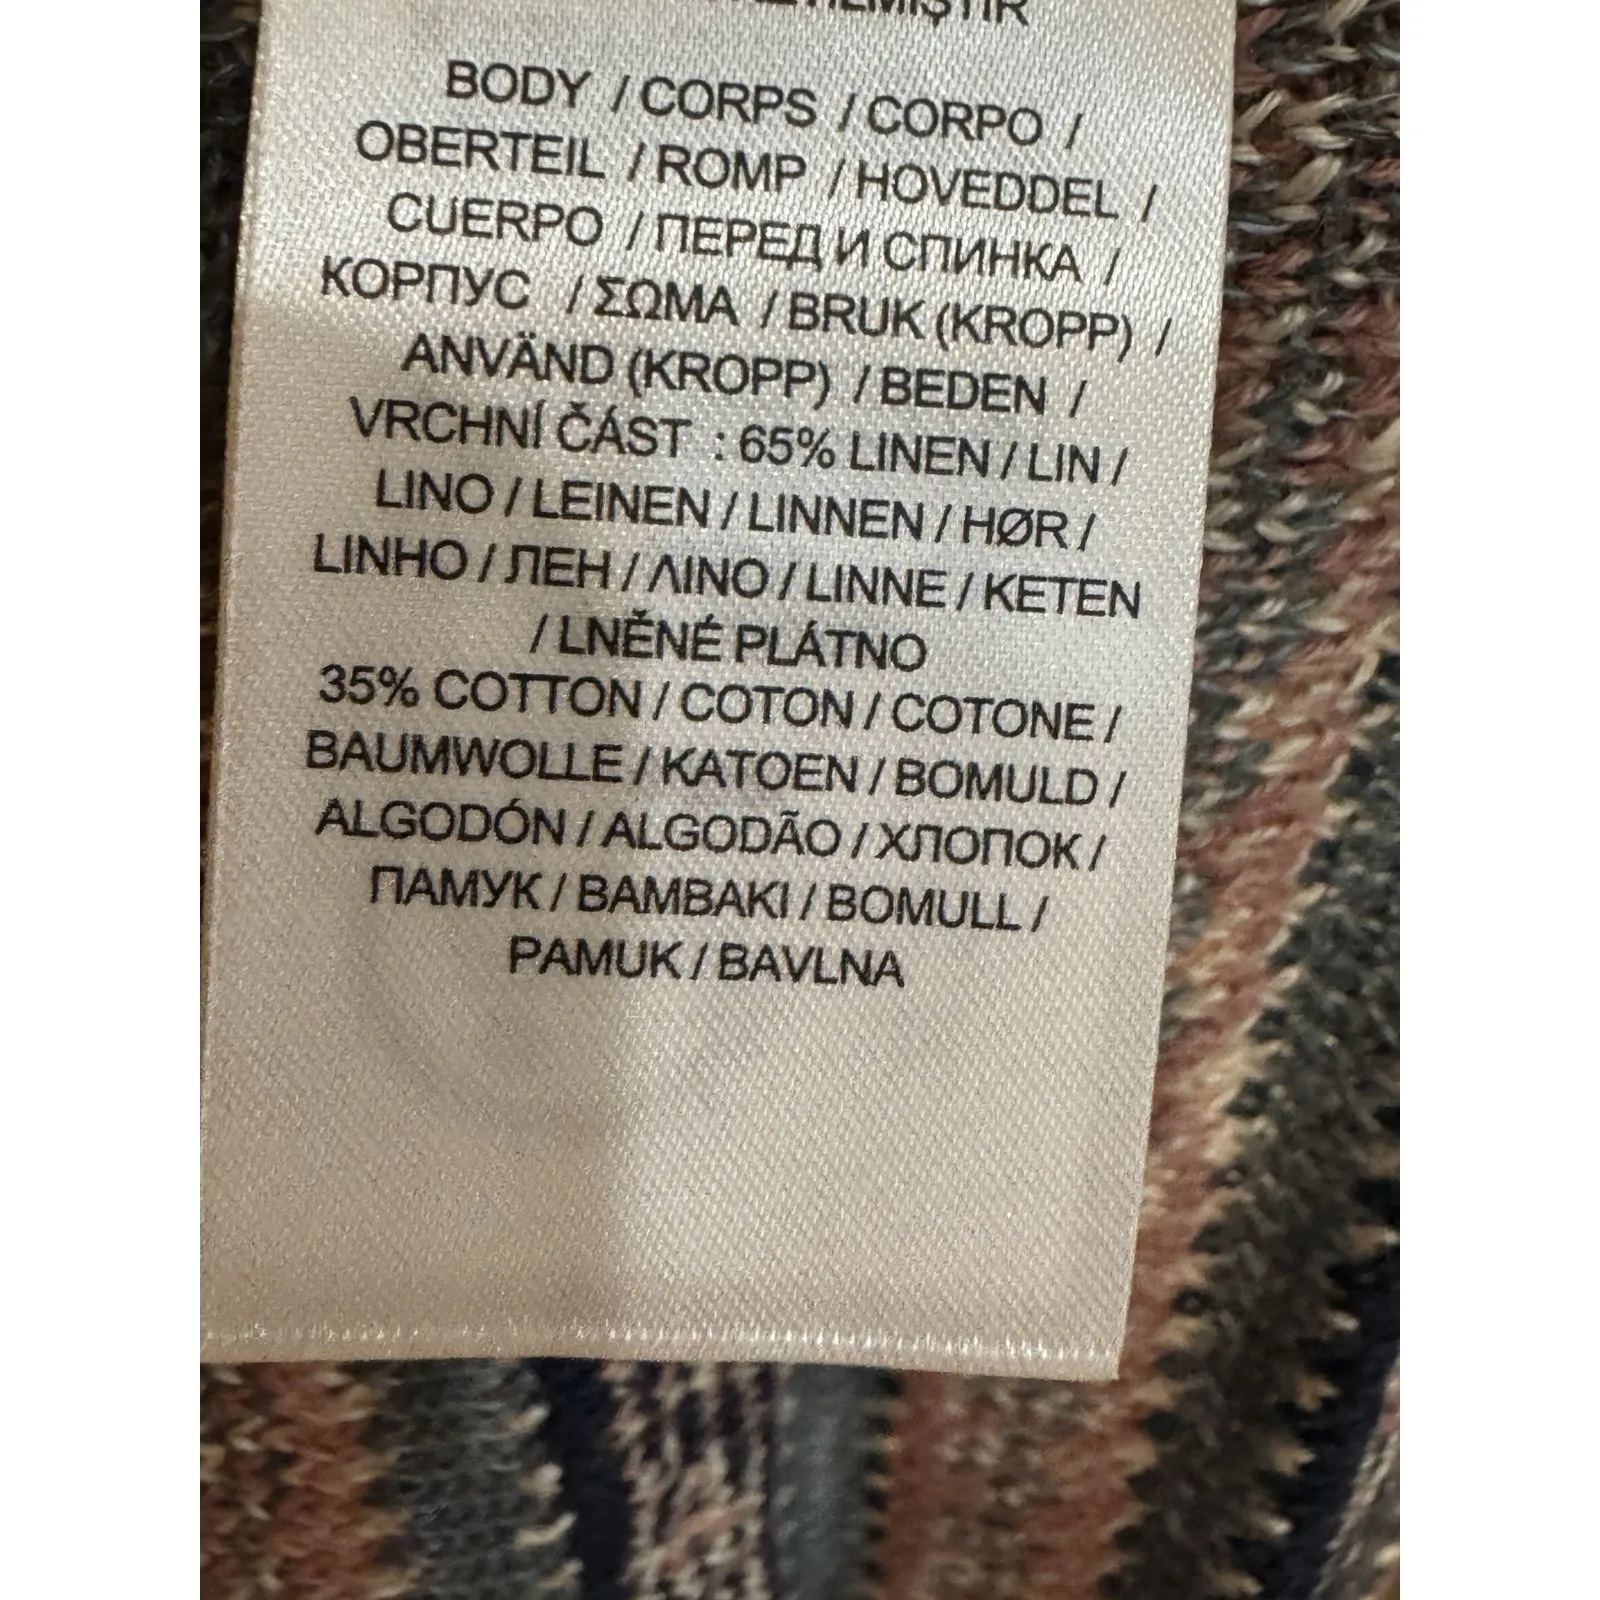 BODY / CORPS / CORPO /
OBERTEIL / ROMP / HOVEDDEL /
CUERPO / ПЕРЕД И СПИНКА /
КОРПУС / ΣΩΜΑ / BRUK (KROPP) /
ANVÄND (KROPP) / BEDEN /
VRCHNÍ ČÁST : 65% LINEN / LIN /
LINO / LEINEN / LINNEN / HØR /
LINHO / ЛЕН / ΛΙΝΟ / LINNE / KETEN
/ LNĚNÉ PLÁTNO
35% COTTON / COTON / COTONE /
BAUMWOLLE / KATOEN / BOMULD /
ALGODÓN / ALGODÃO / ХЛОПОК /
ПАМУК / ΒΑΜΒΑΚΙ / BOMULL /
PAMUK / BAVLNA